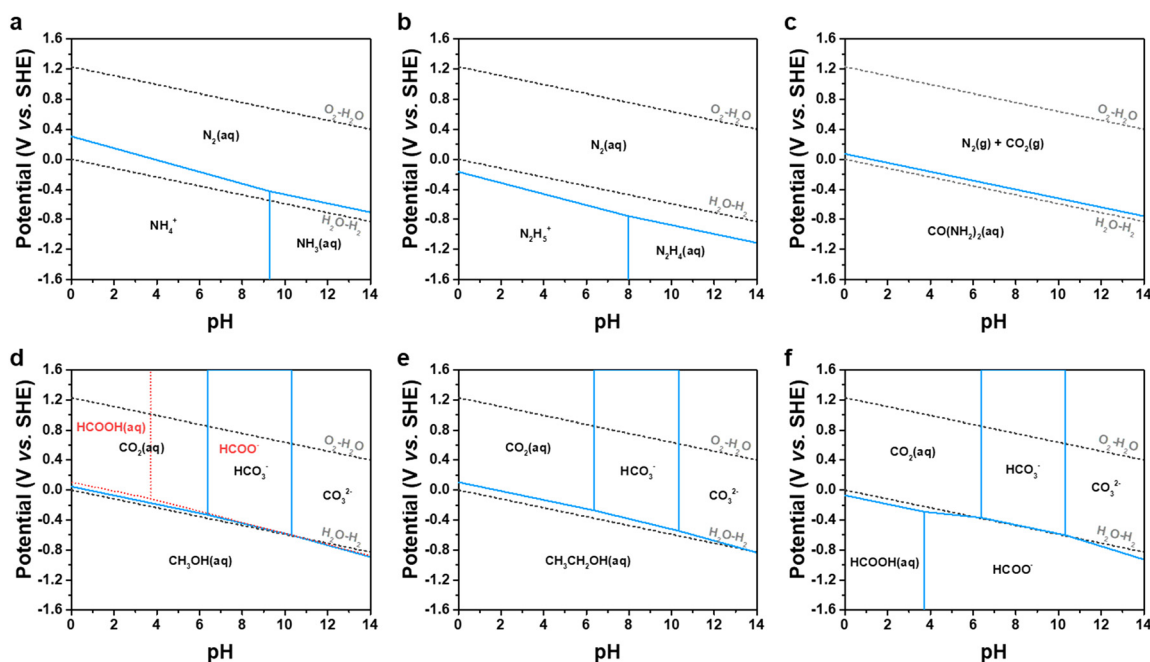 a
Potential (V vs. SHE)
1.6
1.2
0.8
0.4
0.0
-0.4
-0.8
-1.2
-1.6
O₂-H₂O
N₂(aq)
H₂O-H₂
NH₄⁺
NH₃(aq)
0 2 4 6 8 10 12 14
pH
b
Potential (V vs. SHE)
1.6
1.2
0.8
0.4
0.0
-0.4
-0.8
-1.2
-1.6
O₂-H₂O
N₂(aq)
H₂O-H₂
N₂H₅⁺
N₂H₄(aq)
0 2 4 6 8 10 12 14
pH
c
Potential (V vs. SHE)
1.6
1.2
0.8
0.4
0.0
-0.4
-0.8
-1.2
-1.6
O₂-H₂O
N₂(g) + CO₂(g)
H₂O-H₂
CO(NH₂)₂(aq)
0 2 4 6 8 10 12 14
pH
d
Potential (V vs. SHE)
1.6
1.2
0.8
0.4
0.0
-0.4
-0.8
-1.2
-1.6
HCOOH(aq)
CO₂(aq)
HCOO⁻
HCO₃⁻
O₂-H₂O
CO₃²⁻
H₂O-H₂
CH₃OH(aq)
0 2 4 6 8 10 12 14
pH
e
Potential (V vs. SHE)
1.6
1.2
0.8
0.4
0.0
-0.4
-0.8
-1.2
-1.6
O₂-H₂O
CO₂(aq)
HCO₃⁻
CO₃²⁻
H₂O-H₂
CH₃CH₂OH(aq)
0 2 4 6 8 10 12 14
pH
f
Potential (V vs. SHE)
1.6
1.2
0.8
0.4
0.0
-0.4
-0.8
-1.2
-1.6
O₂-H₂O
CO₂(aq)
HCO₃⁻
CO₃²⁻
H₂O-H₂
HCOOH(aq)
HCOO⁻
0 2 4 6 8 10 12 14
pH